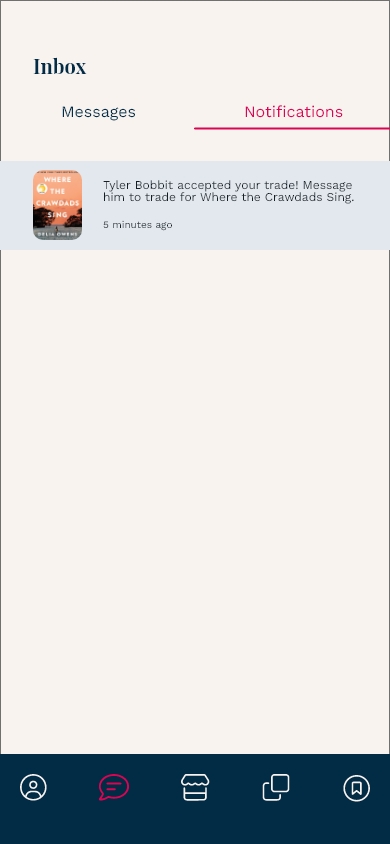 Inbox
Messages
Notifications
WHERE
THE
CRAWDADS
SING
DELIA OWENS
Tyler Bobbit accepted your trade! Message
him to trade for Where the Crawdads Sing.
5 minutes ago